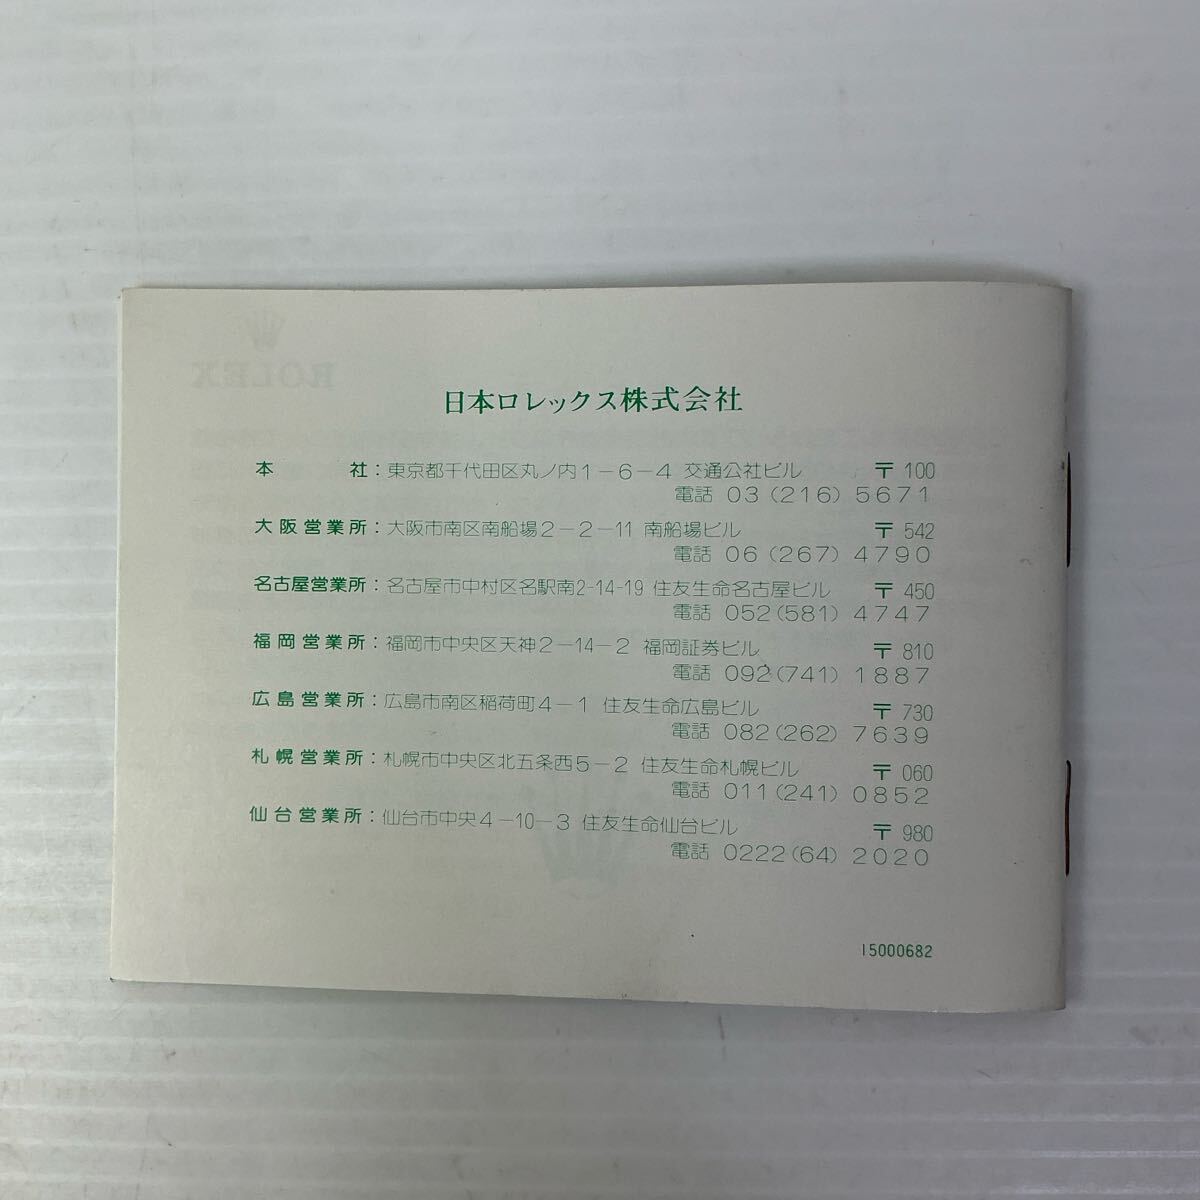 日本ロレックス株式会社
本　　社：東京都千代田区丸ノ内1－6－4 交通公社ビル 〒100
電話 03(216)5671
大阪営業所：大阪市南区南船場2－2－11 南船場ビル 〒542
電話 06(267)4790
名古屋営業所：名古屋市中村区名駅南2-14-19 住友生命名古屋ビル 〒450
電話 052(581)4747
福岡営業所：福岡市中央区天神2－14－2 福岡証券ビル 〒810
電話 092(741)1887
広島営業所：広島市南区稲荷町4－1 住友生命広島ビル 〒730
電話 082(262)7639
札幌営業所：札幌市中央区北五条西5－2 住友生命札幌ビル 〒060
電話 011(241)0852
仙台営業所：仙台市中央4－10－3 住友生命仙台ビル 〒980
電話 0222(64)2020
15000682
ROLEX